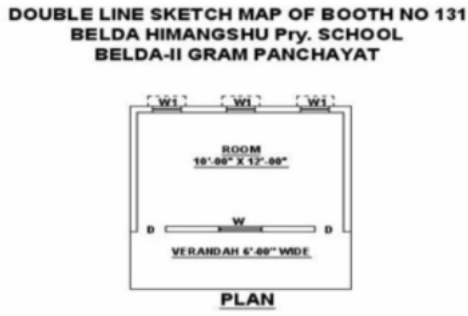 DOUBLE LINE SKETCH MAP OF BOOTH NO 131
BELDA HIMANGSHU Pry. SCHOOL
BELDA-II GRAM PANCHAYAT
W1 W1 W1
ROOM
10'-00" X 12'-00"
D W D
VERANDAH 6'-00" WIDE
PLAN